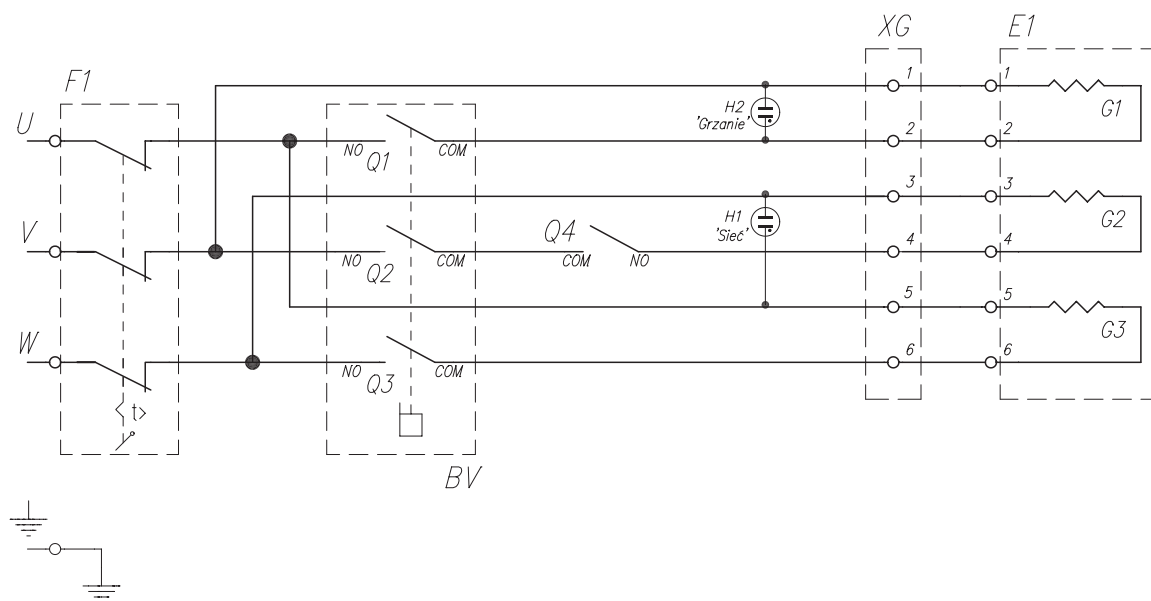 XG
E1
F1
1
1
H2
'Grzanie'
G1
U
2
2
NO
Q1
COM
3
3
V
H1
'Sieć'
G2
Q4
4
4
NO
Q2
COM
COM
NO
5
5
W
G3
6
6
NO
Q3
COM
t>
BV